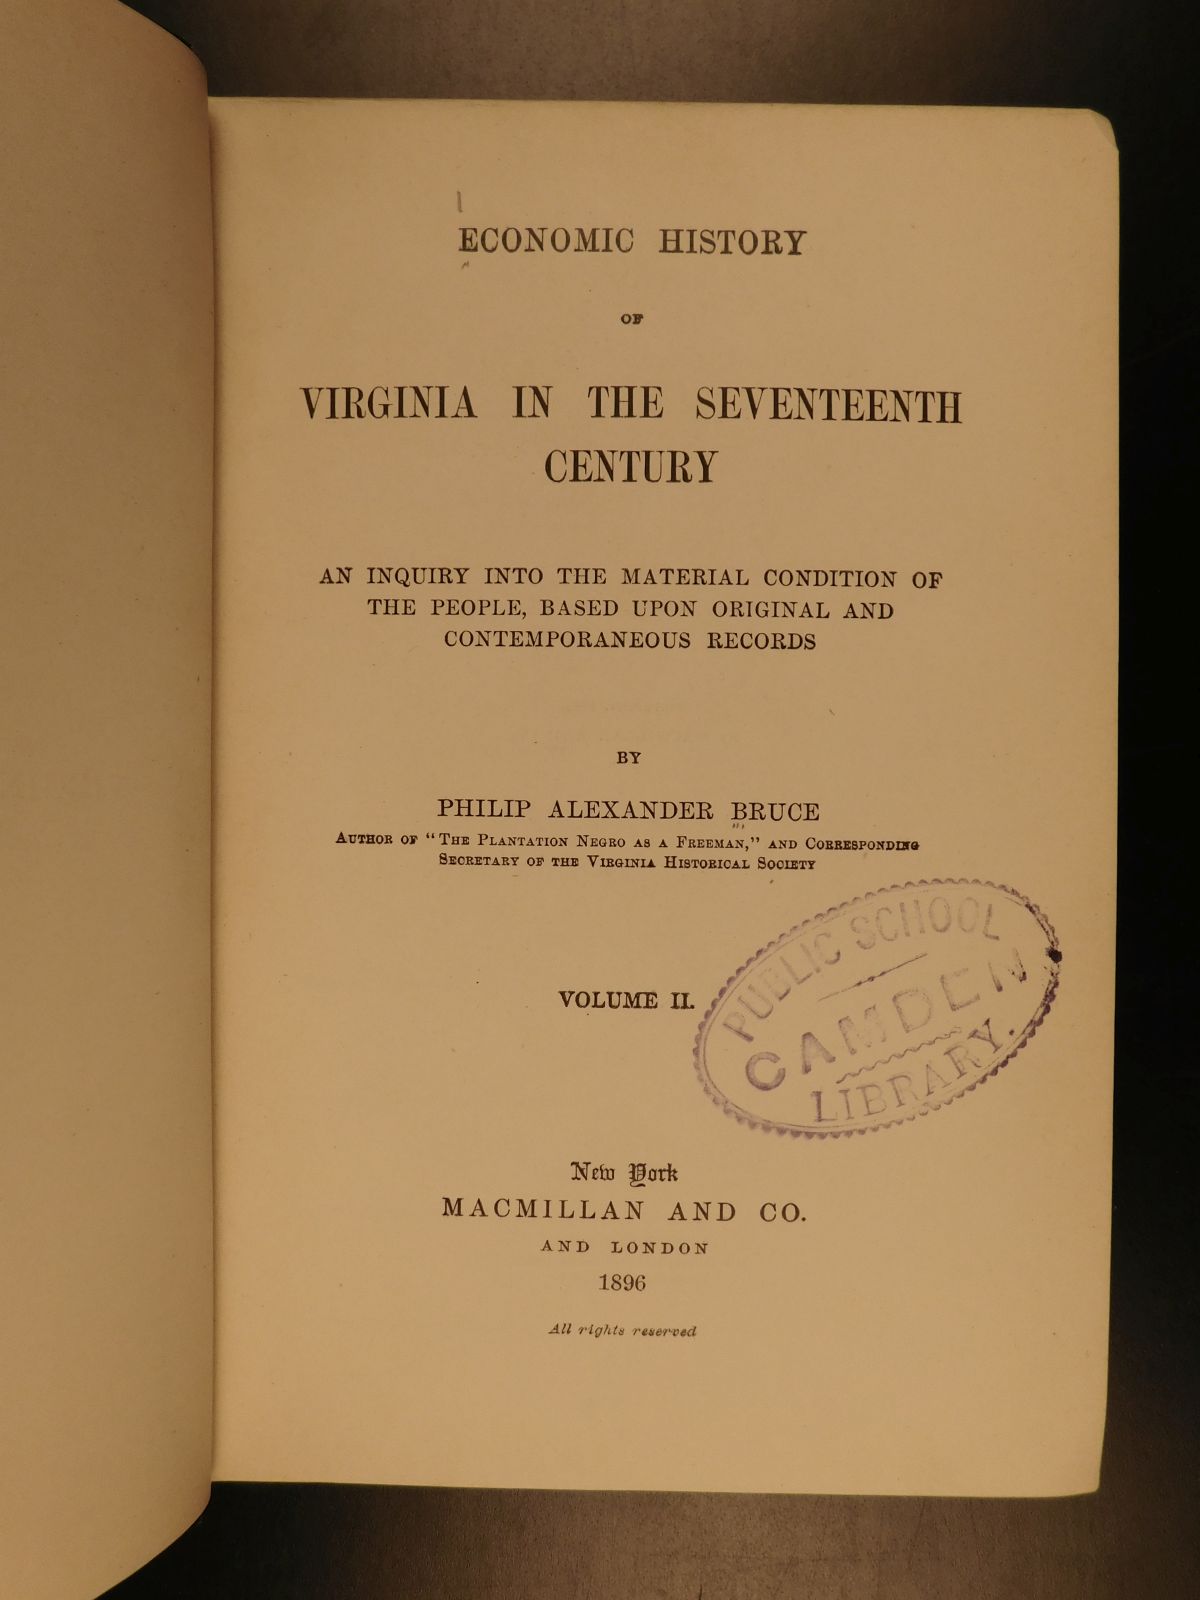 ECONOMIC HISTORY
OF
VIRGINIA IN THE SEVENTEENTH
CENTURY
AN INQUIRY INTO THE MATERIAL CONDITION OF
THE PEOPLE, BASED UPON ORIGINAL AND
CONTEMPORANEOUS RECORDS
BY
PHILIP ALEXANDER BRUCE
AUTHOR OF "THE PLANTATION NEGRO AS A FREEMAN," AND CORRESPONDING
SECRETARY OF THE VIRGINIA HISTORICAL SOCIETY
VOLUME II.
PUBLIC SCHOOL
CAMDEN
LIBRARY.
New York
MACMILLAN AND CO.
AND LONDON
1896
All rights reserved